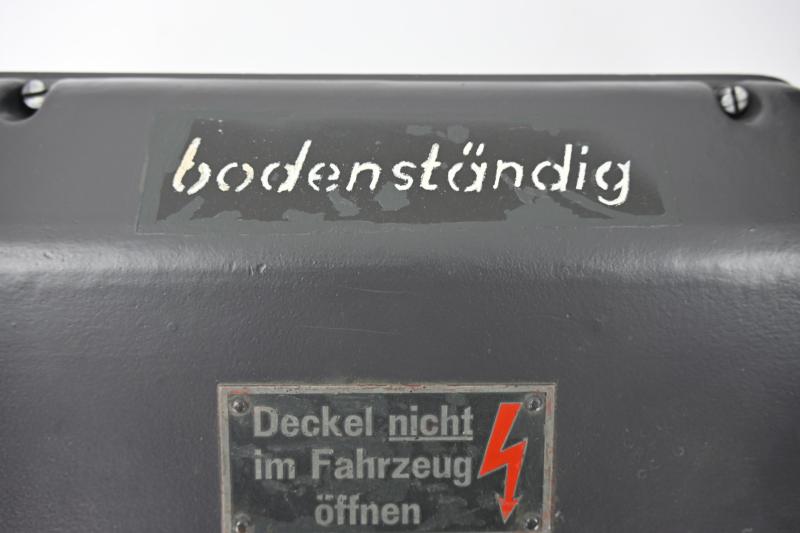 bodenständig
Deckel nicht
im Fahrzeug
öffnen